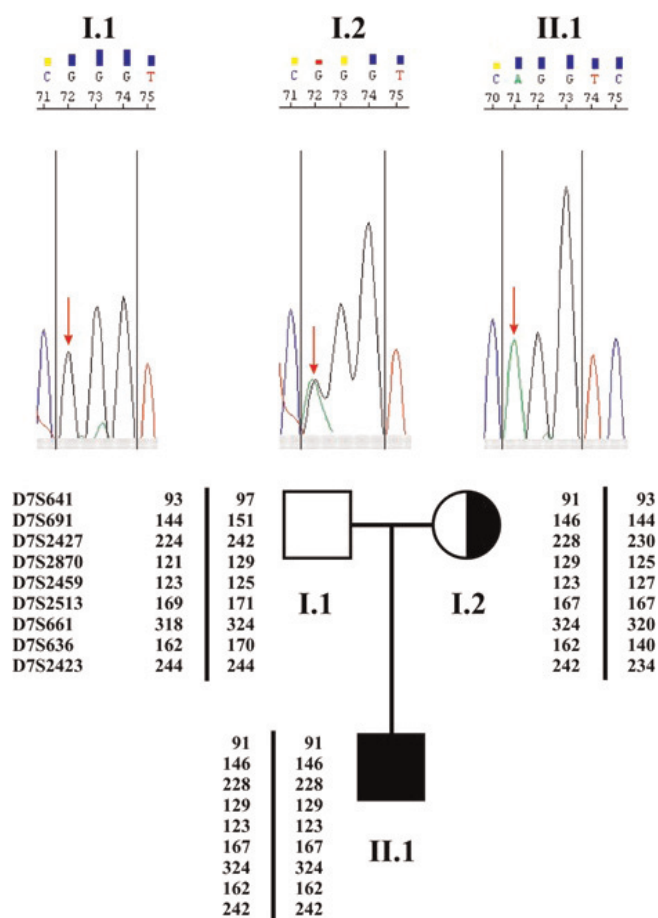 I.1 I.2 II.1
C G G G T C G G G T C A G G T C
71 72 73 74 75 71 72 73 74 75 70 71 72 73 74 75
D7S641 93 97 91 93
D7S691 144 151 146 144
D7S2427 224 242 228 230
D7S2870 121 129 129 125
D7S2459 123 125 123 127
D7S2513 169 171 167 167
D7S661 318 324 324 320
D7S636 162 170 162 140
D7S2423 244 244 242 234
I.1 I.2
91 91
146 146
228 228
129 129
123 123
167 167
324 324
162 162
242 242
II.1